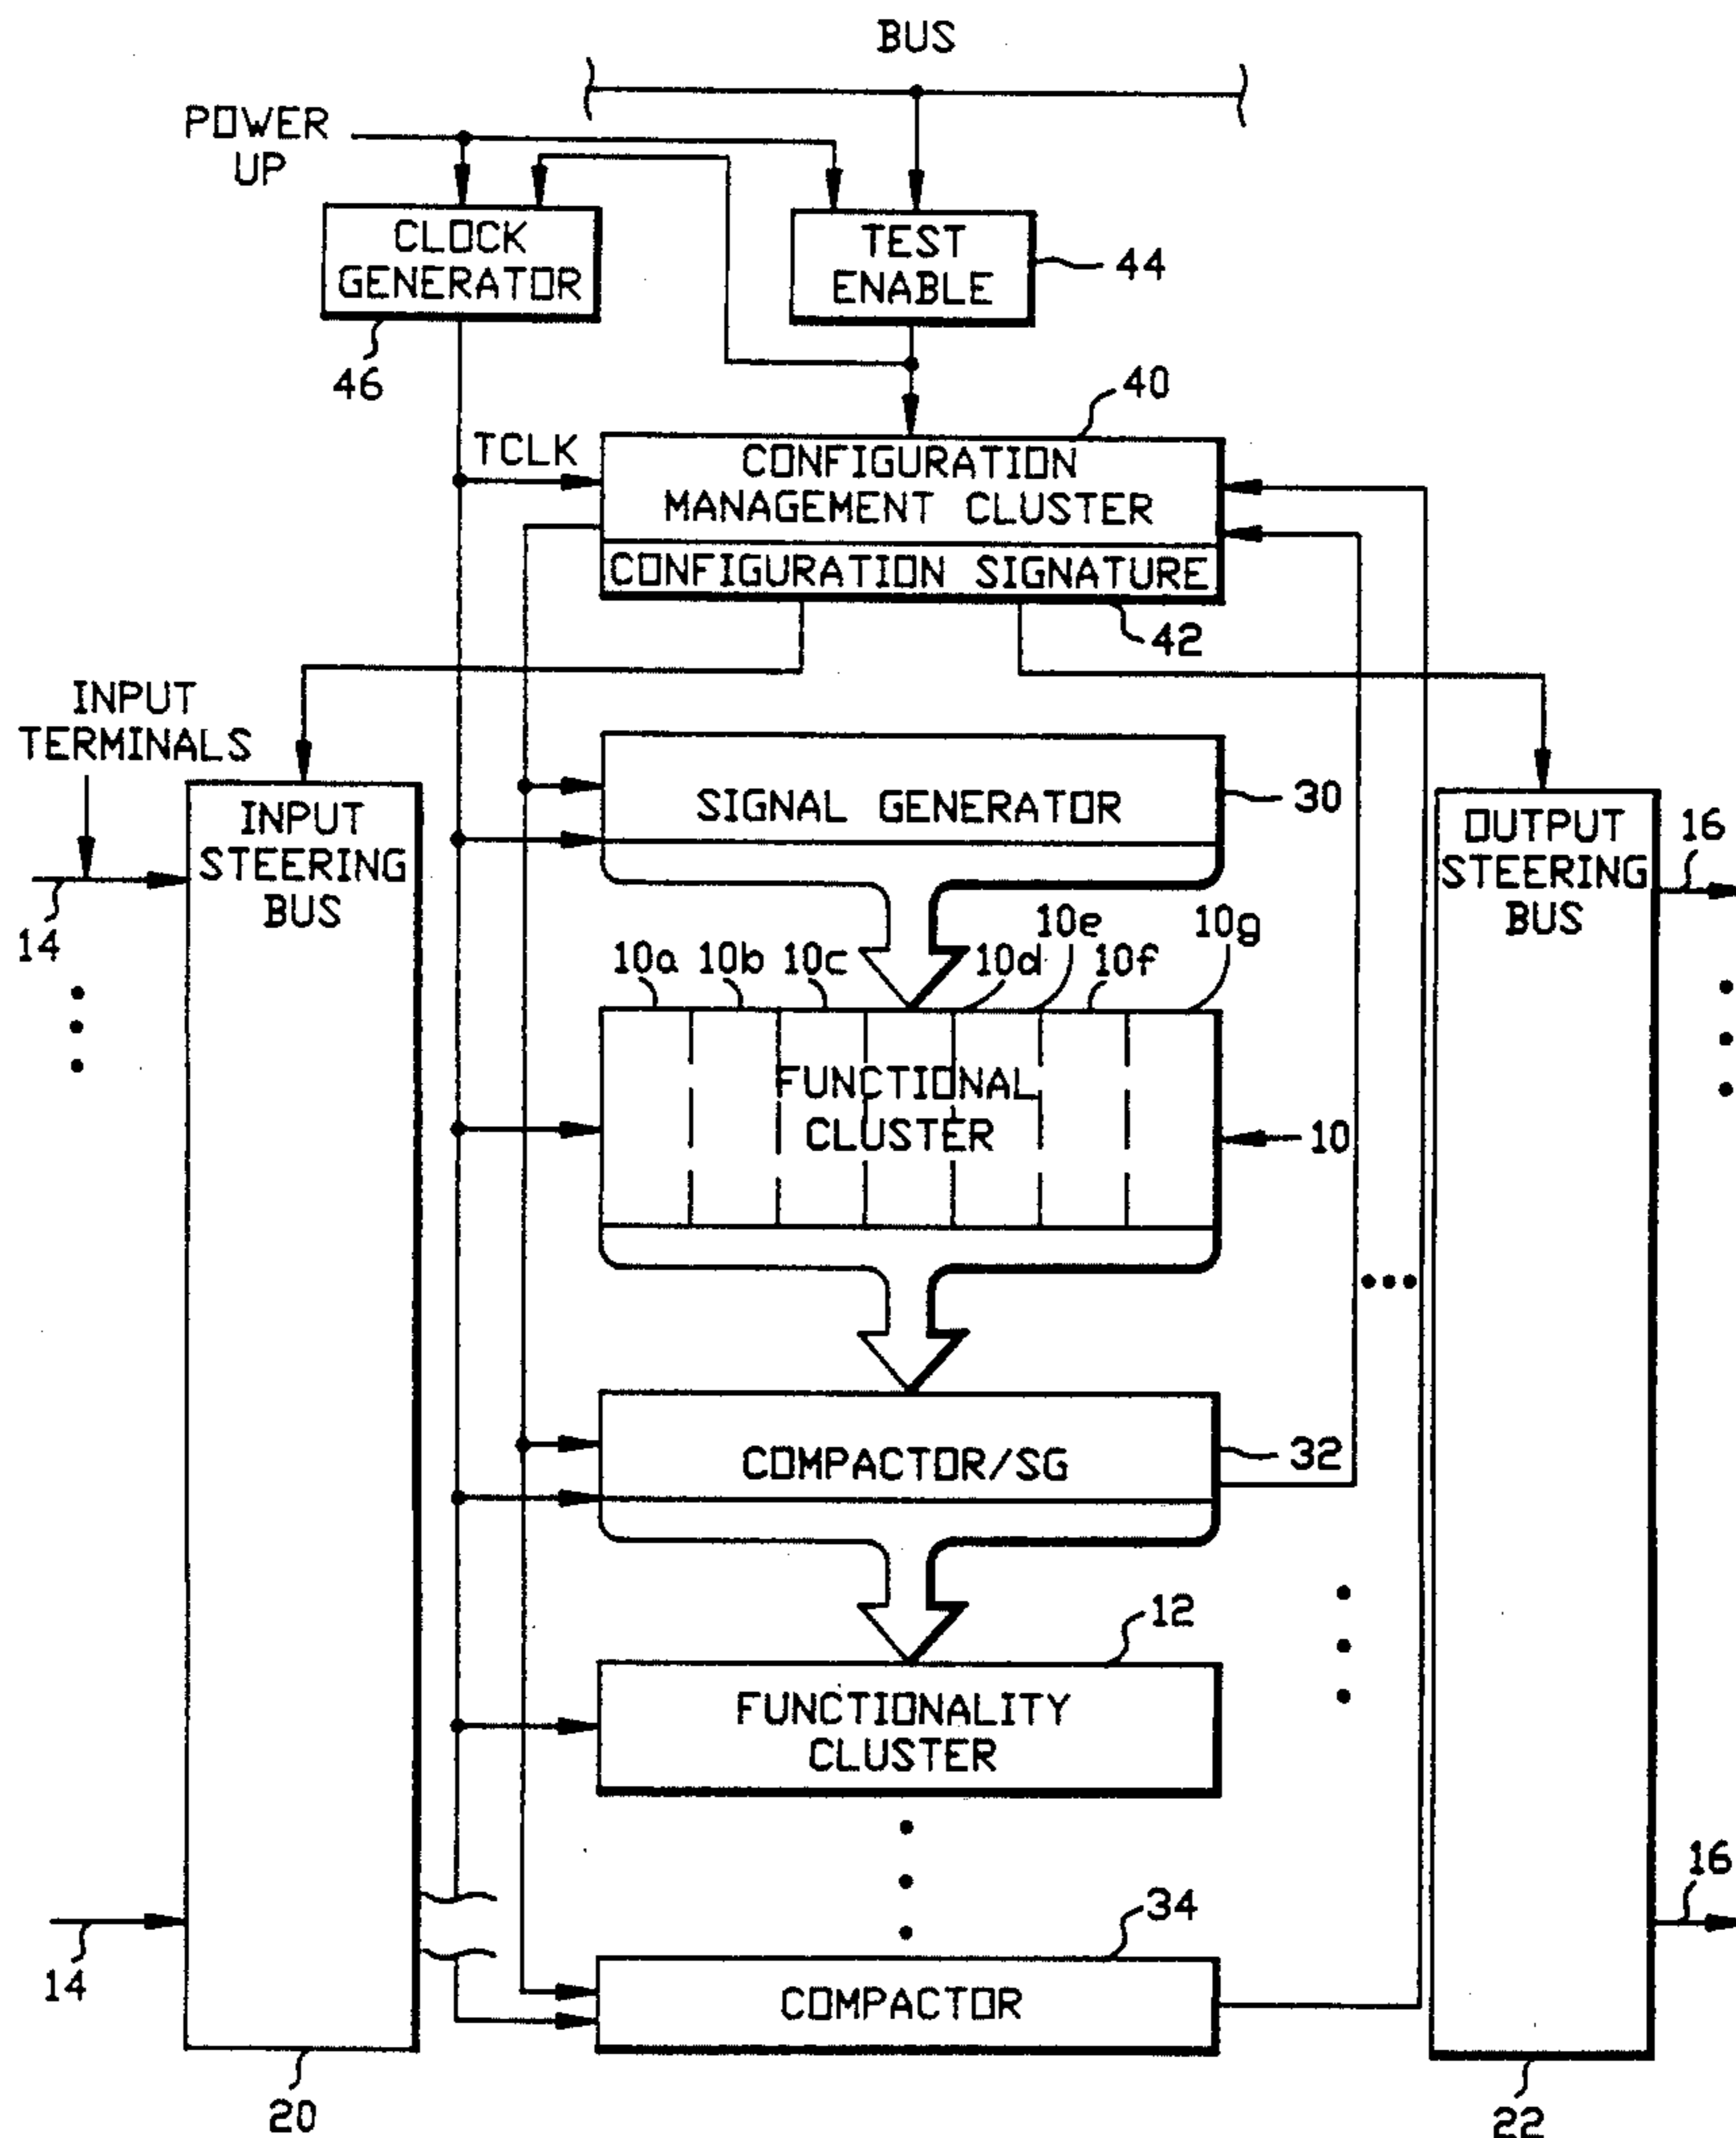 BUS
POWER
UP
CLOCK
GENERATOR
TEST
ENABLE
44
46
40
TCLK
CONFIGURATION
MANAGEMENT CLUSTER
CONFIGURATION SIGNATURE
42
INPUT
TERMINALS
INPUT
STEERING
BUS
14
SIGNAL GENERATOR
30
OUTPUT
STEERING
BUS
16
10a 10b 10c 10d 10e 10f 10g
FUNCTIONAL
CLUSTER
10
COMPACTOR/SG
32
12
FUNCTIONALITY
CLUSTER
16
34
14
COMPACTOR
20
22